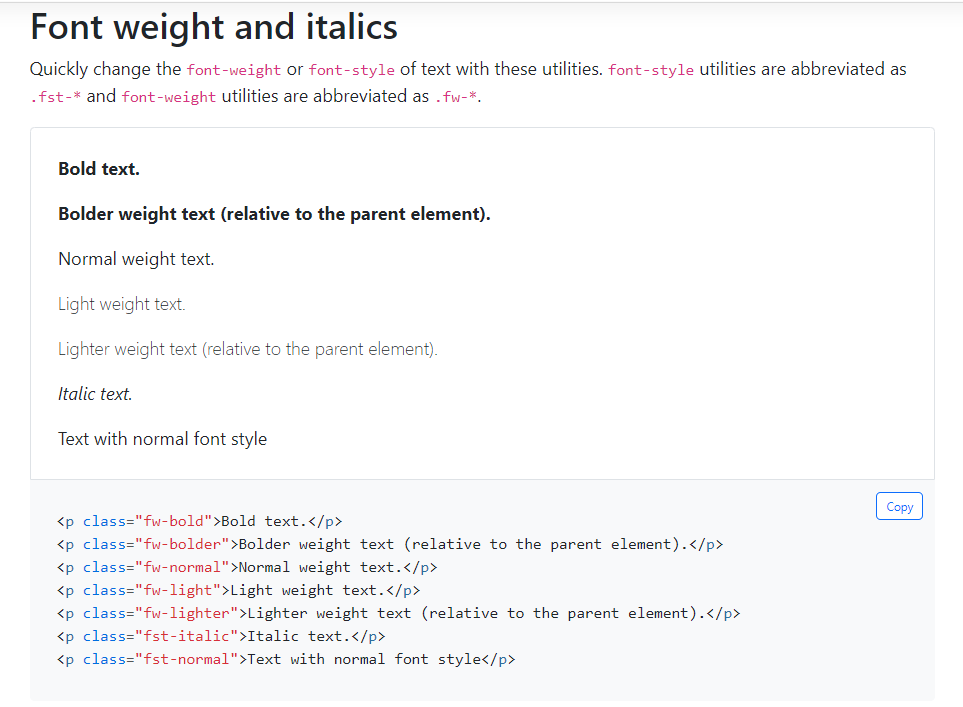 Font weight and italics
Quickly change the font-weight or font-style of text with these utilities. font-style utilities are abbreviated as
.fst-* and font-weight utilities are abbreviated as .fw-*.
Bold text.
Bolder weight text (relative to the parent element).
Normal weight text.
Light weight text.
Lighter weight text (relative to the parent element).
Italic text.
Text with normal font style
Copy
<p class="fw-bold">Bold text.</p>
<p class="fw-bolder">Bolder weight text (relative to the parent element).</p>
<p class="fw-normal">Normal weight text.</p>
<p class="fw-light">Light weight text.</p>
<p class="fw-lighter">Lighter weight text (relative to the parent element).</p>
<p class="fst-italic">Italic text.</p>
<p class="fst-normal">Text with normal font style</p>